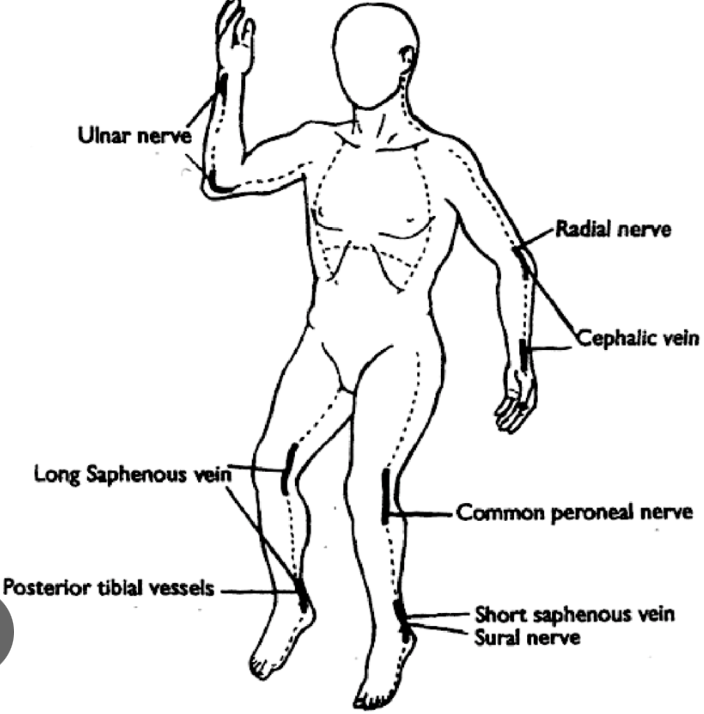 Ulnar nerve
Radial nerve
Cephalic vein
Long Saphenous vein
Common peroneal nerve
Posterior tibial vessels
Short saphenous vein
Sural nerve